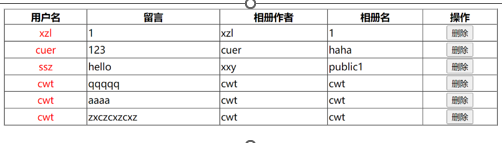 用户名 留言 相册作者 相册名 操作
xzl 1 xzl 1 删除
cuer 123 cuer haha 删除
ssz hello xxy public1 删除
cwt qqqqq cwt cwt 删除
cwt aaaa cwt cwt 删除
cwt zxczcxzcxz cwt cwt 删除